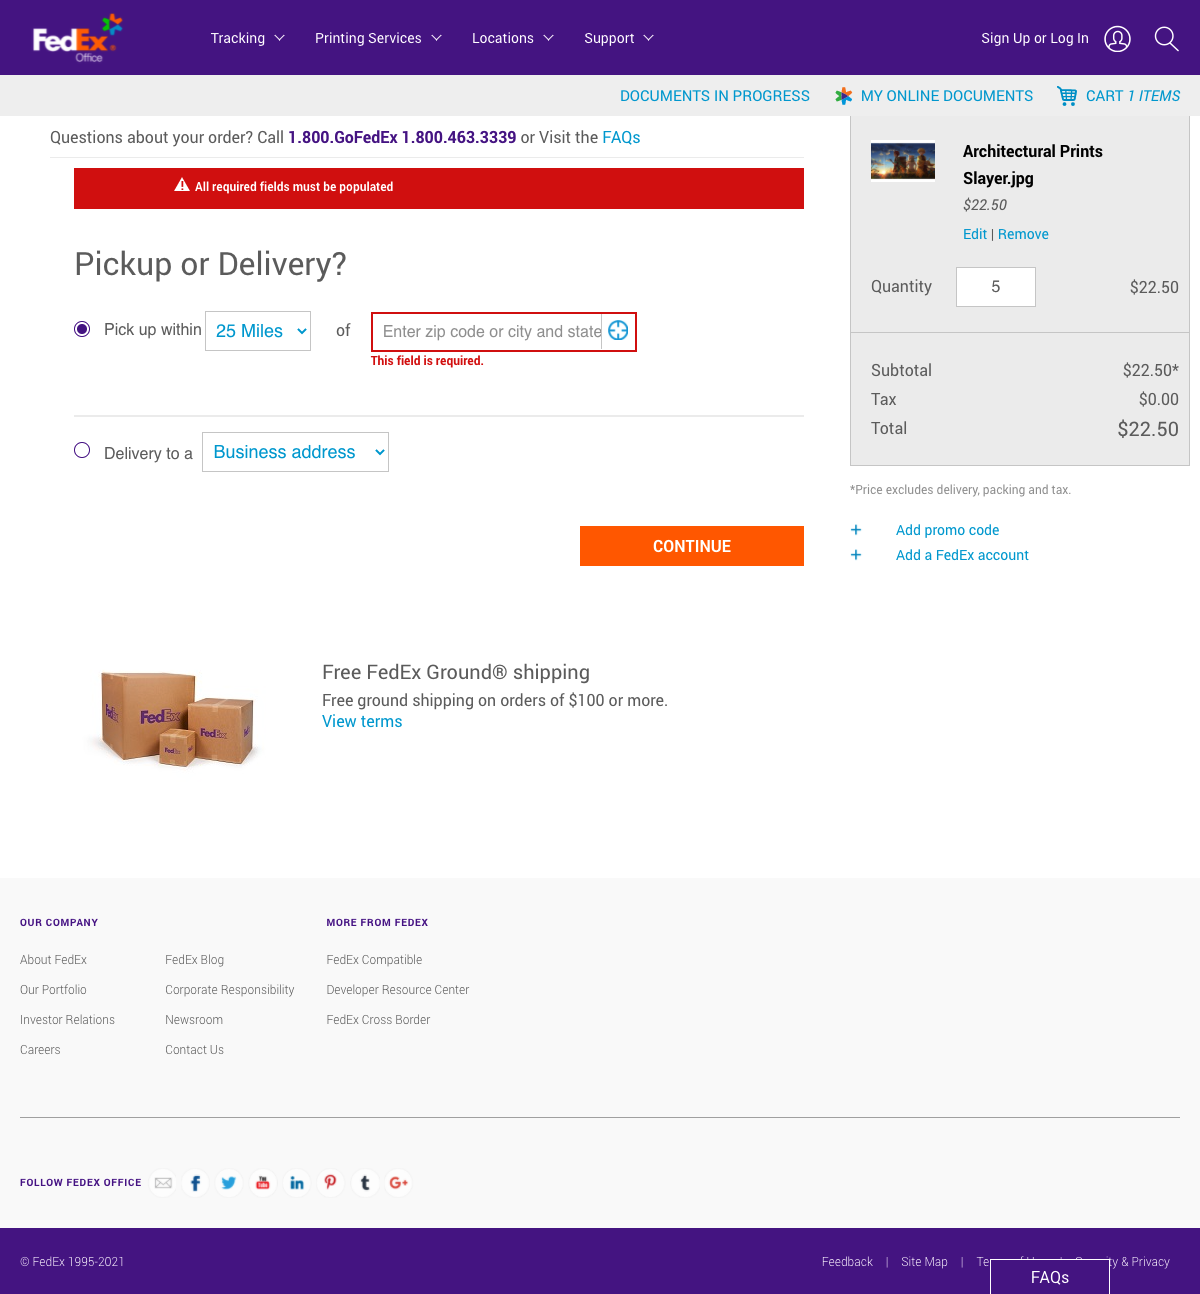 FedEx
Office
Tracking
Printing Services
Locations
Support
Sign Up or Log In
DOCUMENTS IN PROGRESS
MY ONLINE DOCUMENTS
CART 1 ITEMS
Questions about your order? Call 1.800.GoFedEx 1.800.463.3339 or Visit the FAQs
All required fields must be populated
Pickup or Delivery?
Pick up within 25 Miles of Enter zip code or city and state
This field is required.
Delivery to a Business address
CONTINUE
Architectural Prints
Slayer.jpg
$22.50
Edit | Remove
Quantity 5 $22.50
Subtotal $22.50*
Tax $0.00
Total $22.50
*Price excludes delivery, packing and tax.
+ Add promo code
+ Add a FedEx account
FedEx
FedEx
FedEx
FedEx
Free FedEx Ground® shipping
Free ground shipping on orders of $100 or more.
View terms
OUR COMPANY
About FedEx
Our Portfolio
Investor Relations
Careers
FedEx Blog
Corporate Responsibility
Newsroom
Contact Us
MORE FROM FEDEX
FedEx Compatible
Developer Resource Center
FedEx Cross Border
FOLLOW FEDEX OFFICE
© FedEx 1995-2021
Feedback | Site Map |
& Privacy
FAQs